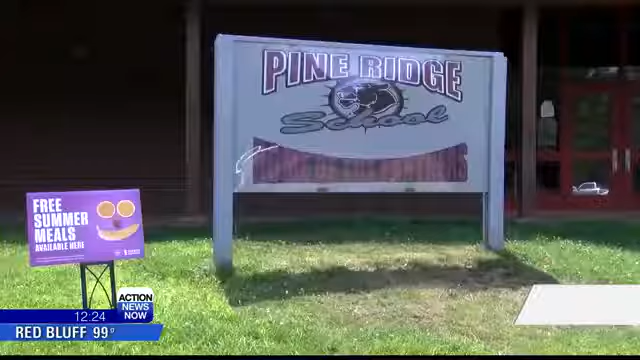 PINE RIDGE
School
FREE
SUMMER
MEALS
AVAILABLE HERE
ACTION
NEWS
NOW
12:24
RED BLUFF 99°